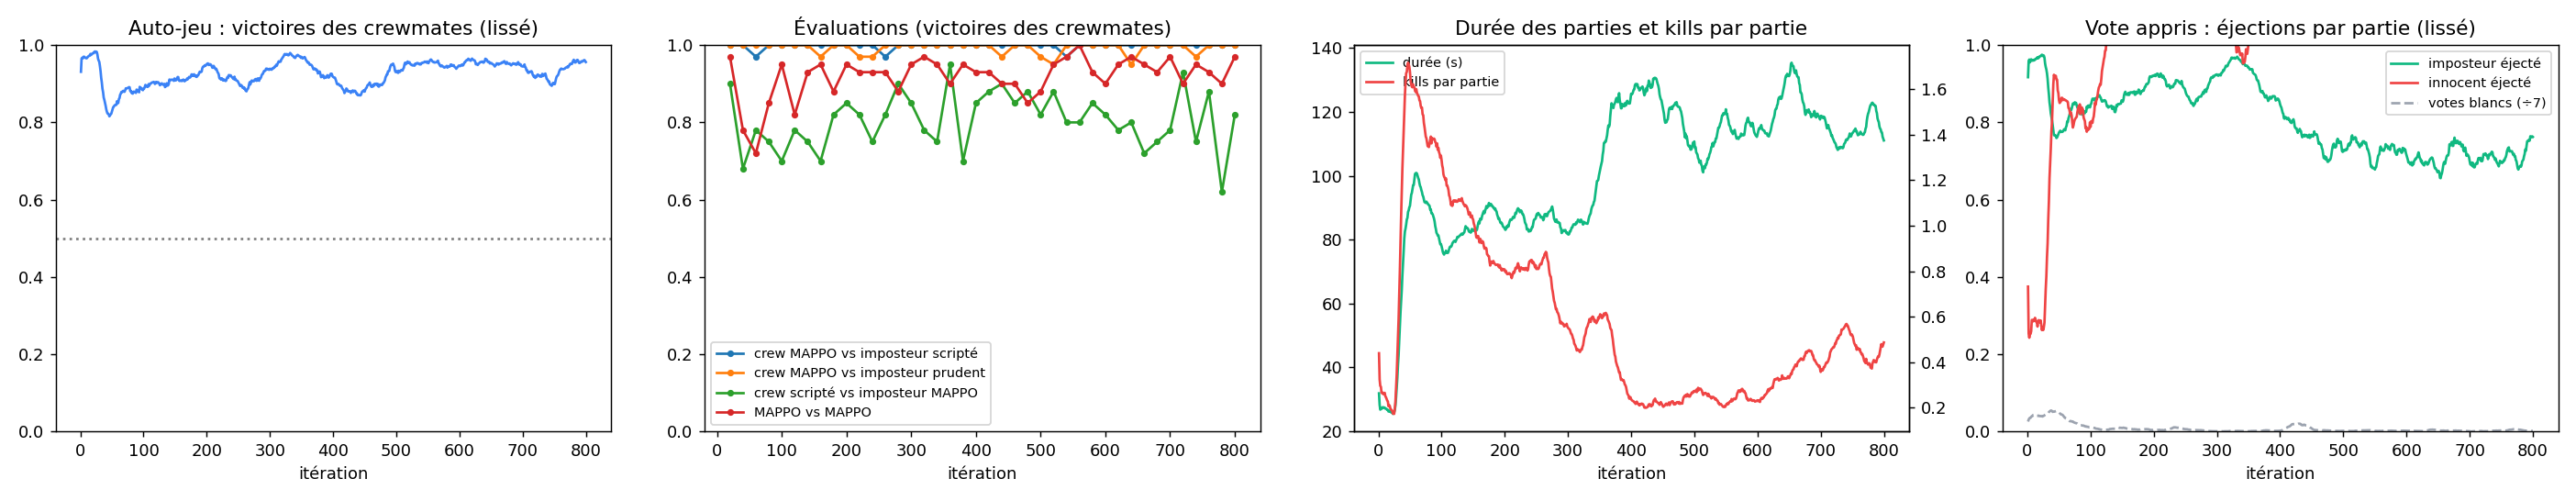 Auto-jeu : victoires des crewmates (lissé)
1.0
0.8
0.6
0.4
0.2
0.0
0 100 200 300 400 500 600 700 800
itération
Évaluations (victoires des crewmates)
1.0
0.8
0.6
0.4
0.2
0.0
crew MAPPO vs imposteur scripté
crew MAPPO vs imposteur prudent
crew scripté vs imposteur MAPPO
MAPPO vs MAPPO
0 100 200 300 400 500 600 700 800
itération
Durée des parties et kills par partie
140
120
100
80
60
40
20
durée (s)
kills par partie
1.6
1.4
1.2
1.0
0.8
0.6
0.4
0.2
0 100 200 300 400 500 600 700 800
itération
Vote appris : éjections par partie (lissé)
1.0
0.8
0.6
0.4
0.2
0.0
imposteur éjecté
innocent éjecté
votes blancs (÷7)
0 100 200 300 400 500 600 700 800
itération